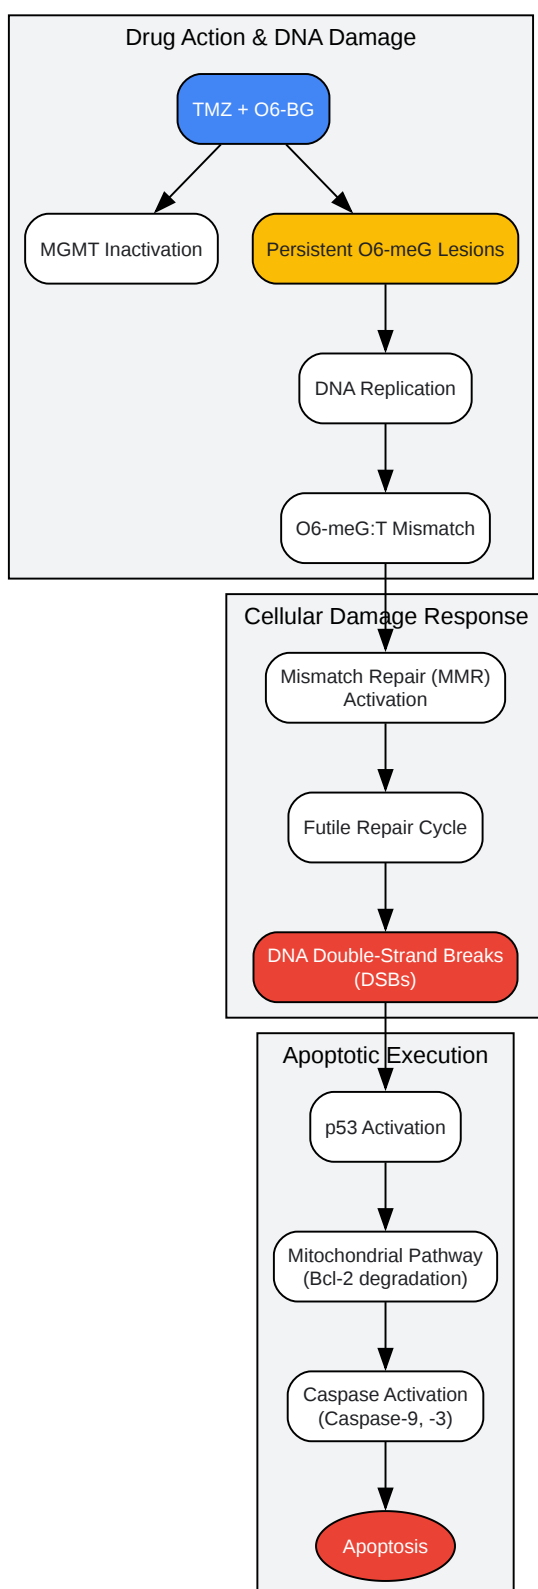 Drug Action & DNA Damage
TMZ + O6-BG
MGMT Inactivation
Persistent O6-meG Lesions
DNA Replication
O6-meG:T Mismatch
Cellular Damage Response
Mismatch Repair (MMR)
Activation
Futile Repair Cycle
DNA Double-Strand Breaks
(DSBs)
Apoptotic Execution
p53 Activation
Mitochondrial Pathway
(Bcl-2 degradation)
Caspase Activation
(Caspase-9, -3)
Apoptosis